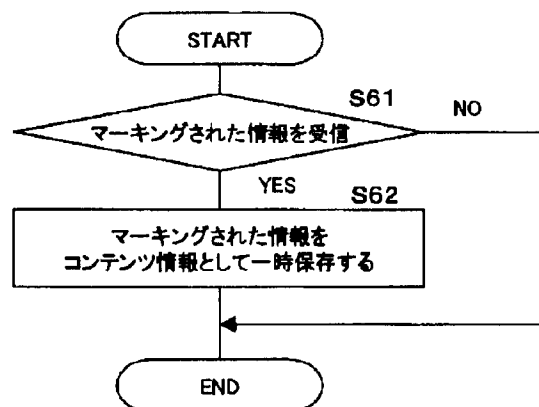 START
S61
マーキングされた情報を受信
NO
YES
S62
マーキングされた情報を
コンテンツ情報として一時保存する
END